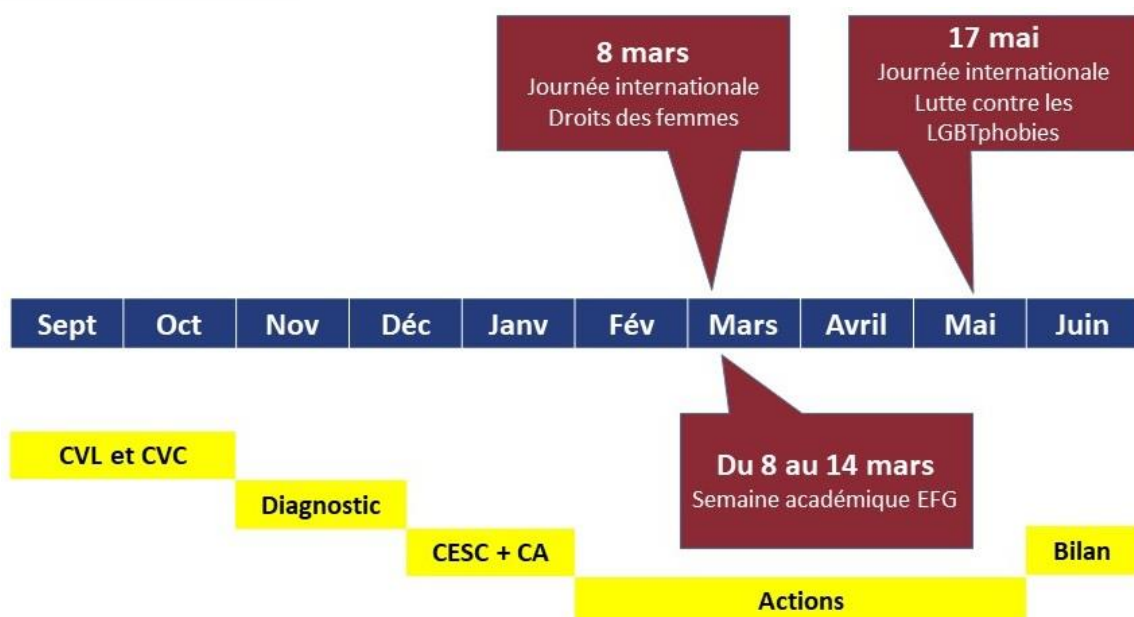 8 mars
Journée internationale
Droits des femmes
17 mai
Journée internationale
Lutte contre les
LGBTphobies
Sept Oct Nov Déc Janv Fév Mars Avril Mai Juin
CVL et CVC
Diagnostic
CESC + CA
Actions
Bilan
Du 8 au 14 mars
Semaine académique EFG